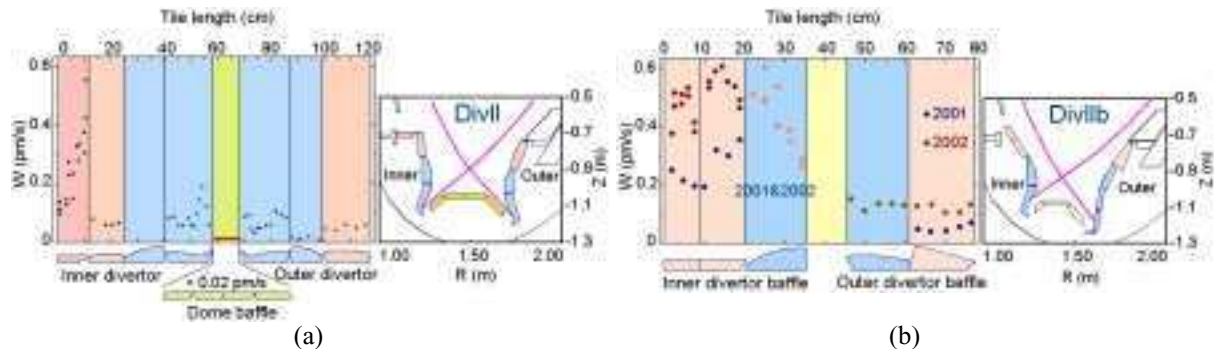 Tile length (cm)
0 20 40 60 80 100 120
0.6
0.4
0.2
0
W (pm/s)
DivII
Inner
Outer
-0.5
-0.7
-0.9
-1.1
-1.3
Z (m)
1.00 1.50 2.00
R (m)
Inner divertor
Outer divertor
0.02 pm/s
Dome baffle
(a)
Tile length (cm)
0 10 20 30 40 50 60 70 80
0.6
0.4
0.2
0
W (pm/s)
2001
2002
2001&2002
DivIIb
Inner
Outer
-0.5
-0.7
-0.9
-1.1
-1.3
Z (m)
1.00 1.50 2.00
R (m)
Inner divertor baffle
Outer divertor baffle
(b)